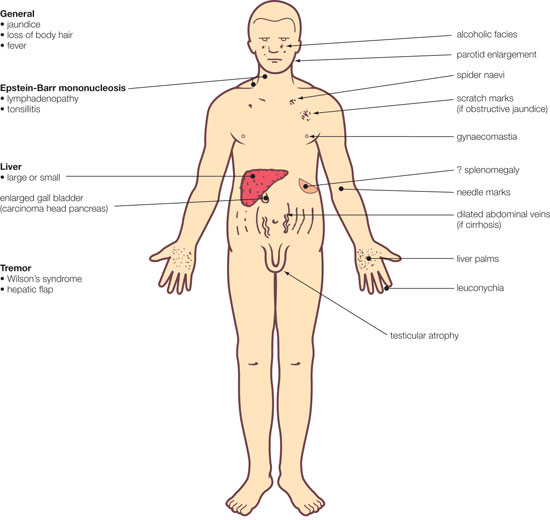 General
• jaundice
• loss of body hair
• fever
Epstein-Barr mononucleosis
• lymphadenopathy
• tonsillitis
Liver
• large or small
enlarged gall bladder
(carcinoma head pancreas)
Tremor
• Wilson's syndrome
• hepatic flap
alcoholic facies
parotid enlargement
spider naevi
scratch marks
(if obstructive jaundice)
gynaecomastia
? splenomegaly
needle marks
dilated abdominal veins
(if cirrhosis)
liver palms
leuconychia
testicular atrophy